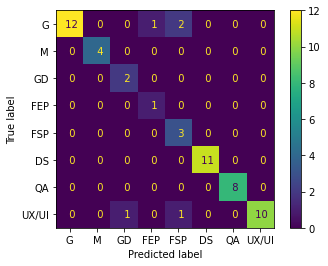 G 12 0 0 1 2 0 0 0 12
M 0 4 0 0 0 0 0 0 10
GD 0 0 2 0 0 0 0 0 8
FEP 0 0 0 1 0 0 0 0
FSP 0 0 0 0 3 0 0 0 6
DS 0 0 0 0 0 11 0 0 4
QA 0 0 0 0 0 0 8 0 2
UX/UI 0 0 1 0 1 0 0 10 0
G M GD FEP FSP DS QA UX/UI
Predicted label
True label